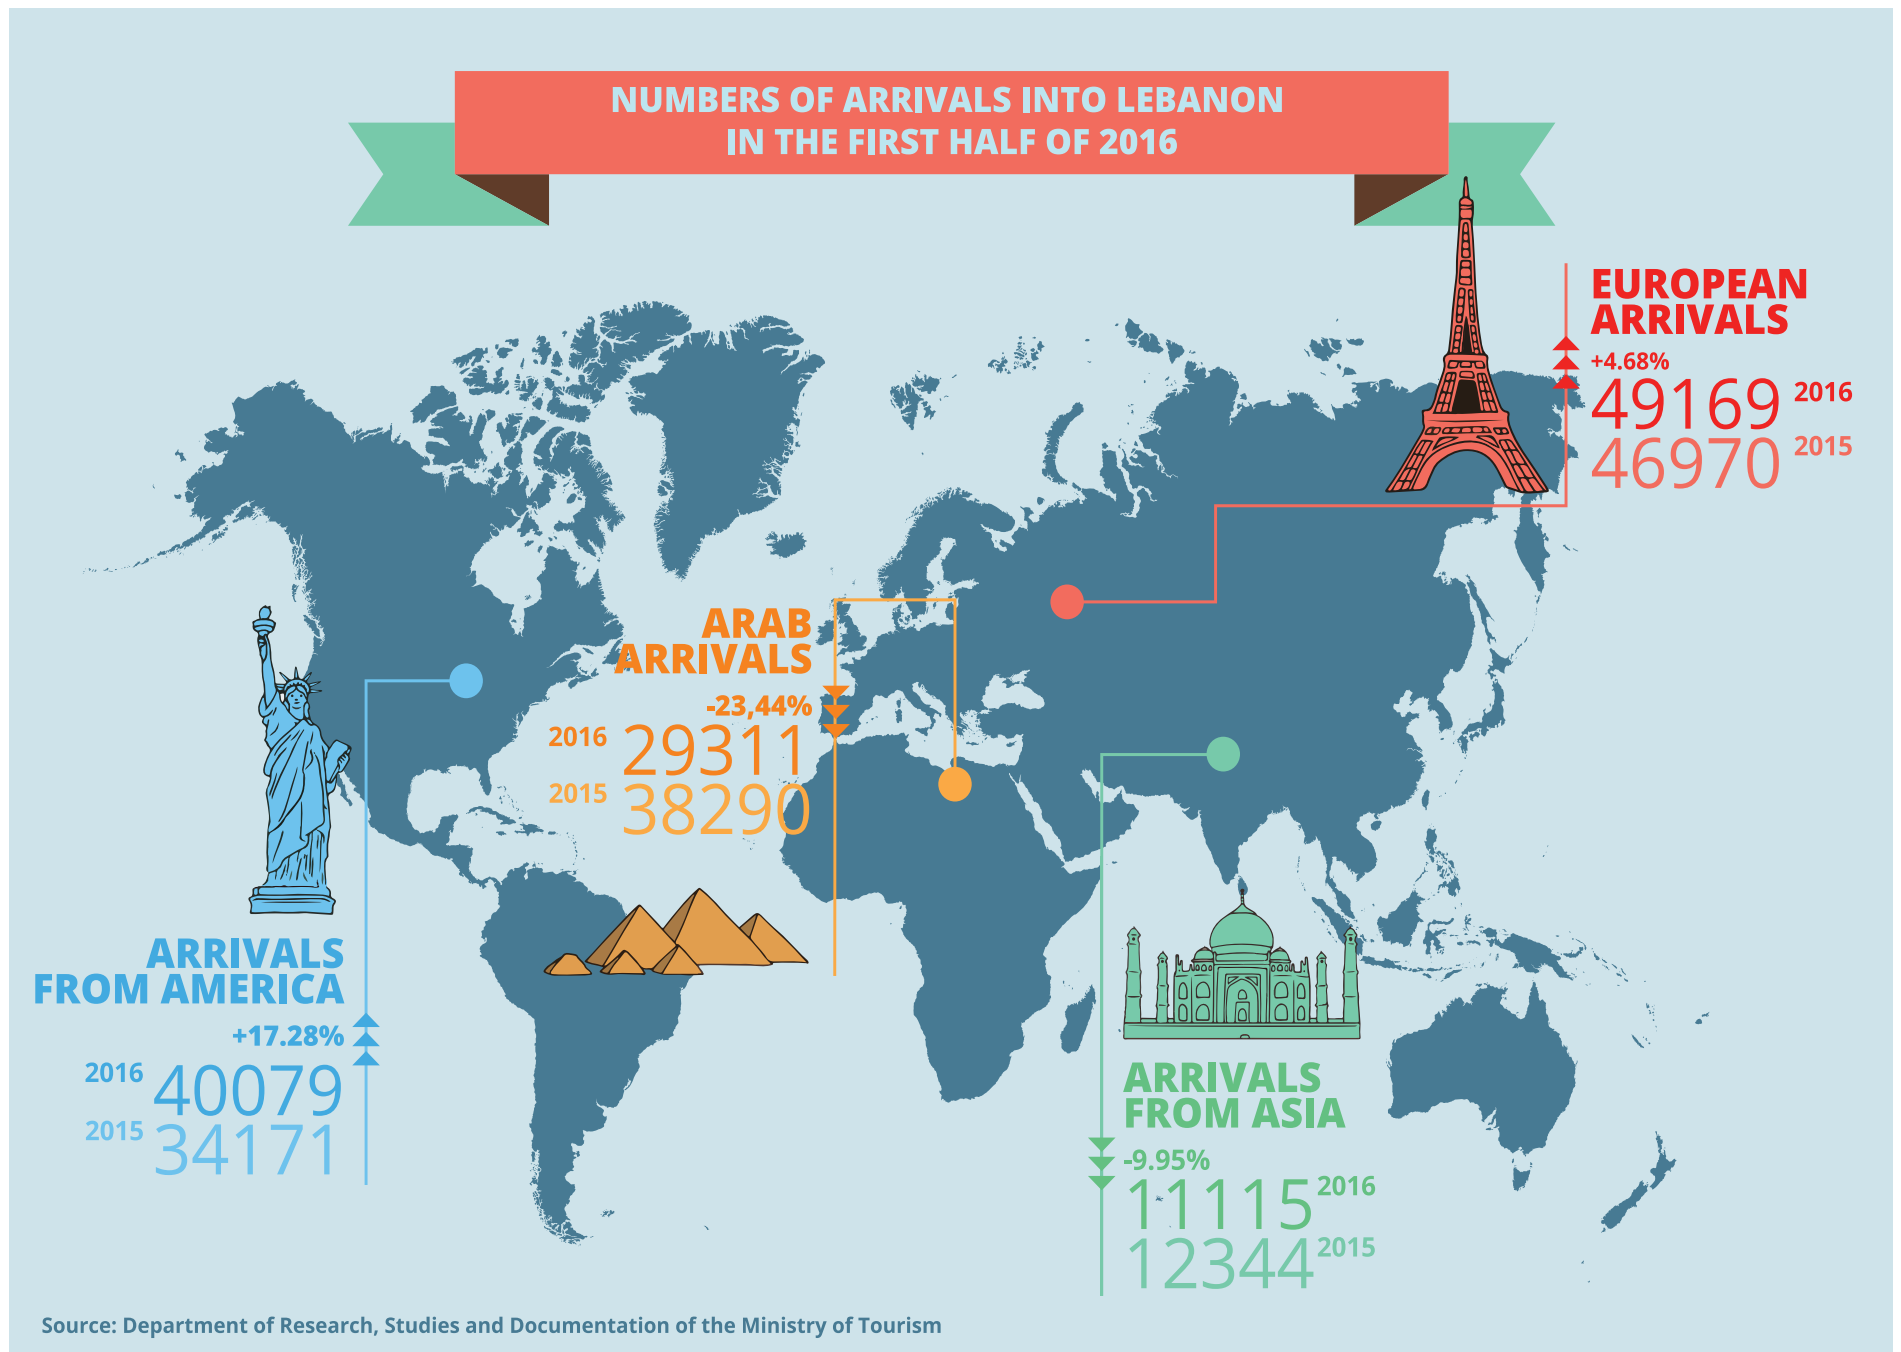 NUMBERS OF ARRIVALS INTO LEBANON
IN THE FIRST HALF OF 2016
EUROPEAN
ARRIVALS
+4.68%
49169 2016
46970 2015
ARAB
ARRIVALS
-23,44%
2016 29311
2015 38290
ARRIVALS
FROM AMERICA
+17.28%
2016 40079
2015 34171
ARRIVALS
FROM ASIA
-9.95%
11115 2016
12344 2015
Source: Department of Research, Studies and Documentation of the Ministry of Tourism